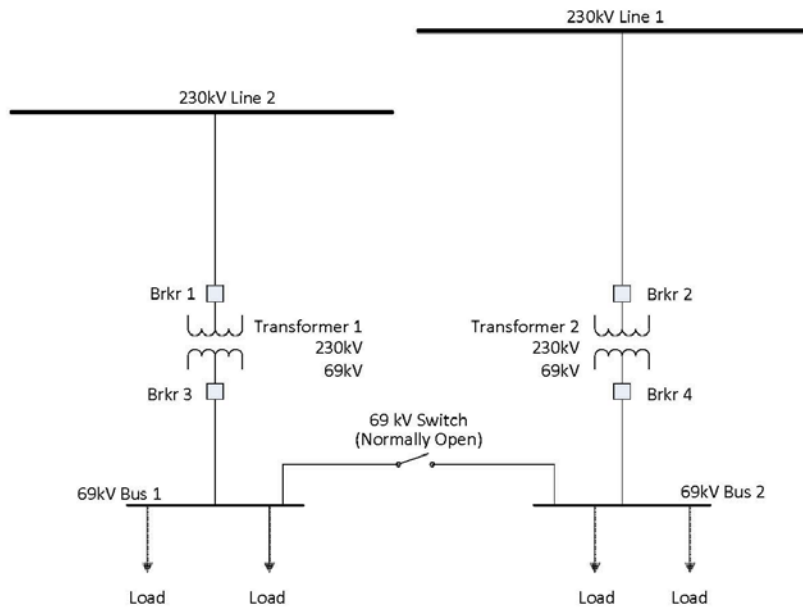 230kV Line 1
230kV Line 2
Brkr 1
Transformer 1
230kV
69kV
Brkr 3
Transformer 2
230kV
69kV
Brkr 2
Brkr 4
69 kV Switch
(Normally Open)
69kV Bus 1
69kV Bus 2
Load
Load
Load
Load